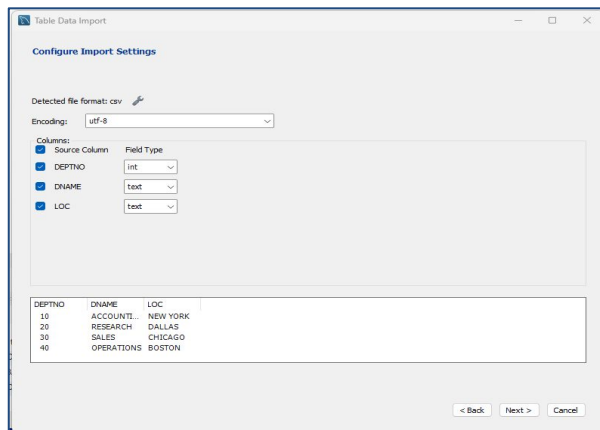 Table Data Import
Configure Import Settings
Detected file format: csv
Encoding: utf-8
Columns:
Source Column Field Type
DEPTNO int
DNAME text
LOC text
DEPTNO DNAME LOC
10 ACCOUNTI... NEW YORK
20 RESEARCH DALLAS
30 SALES CHICAGO
40 OPERATIONS BOSTON
< Back Next > Cancel